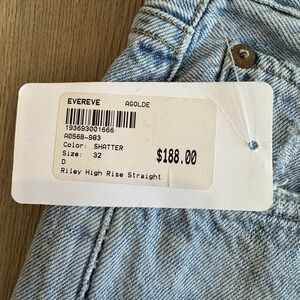 EVEREVE AGOLDE
193693001666
A056B-983
Color: SHATTER
Size: 32
$188.00
D
Riley High Rise Straight